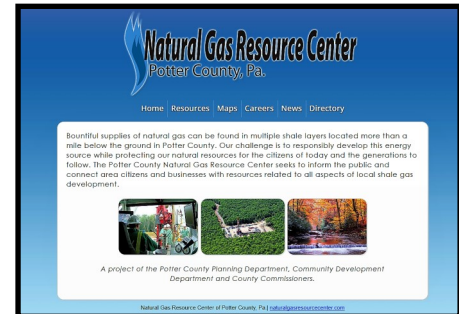 Natural Gas Resource Center
Potter County, Pa.
Home Resources Maps Careers News Directory
Bountiful supplies of natural gas can be found in multiple shale layers located more than a
mile below the ground in Potter County. Our challenge is to responsibly develop this energy
source while protecting our natural resources for the citizens of today and the generations to
follow. The Potter County Natural Gas Resource Center seeks to inform the public and
connect area citizens and businesses with resources related to all aspects of local shale gas
development.
A project of the Potter County Planning Department, Community Development
Department and County Commissioners.
Natural Gas Resource Center of Potter County, Pa.| naturalgasresourcecenter.com